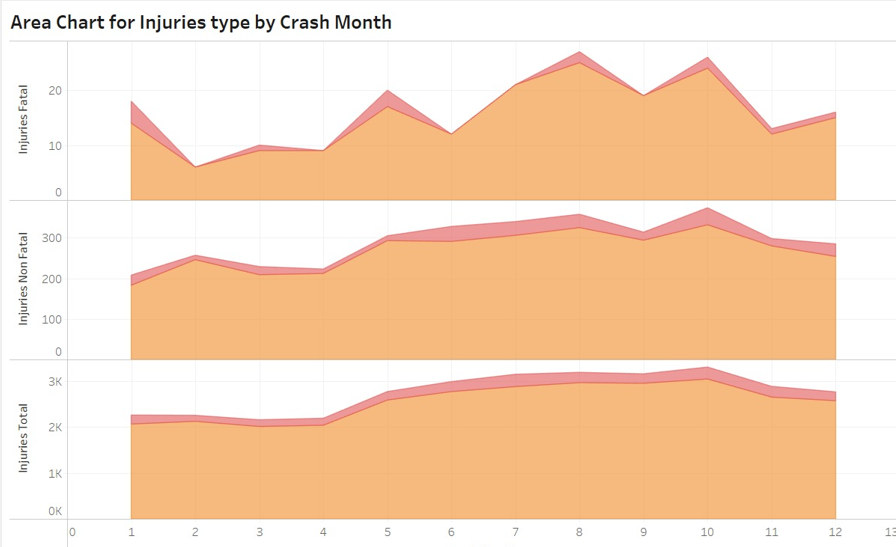 Area Chart for Injuries type by Crash Month
Injuries Fatal
20
10
0
Injuries Non Fatal
300
200
100
0
Injuries Total
3K
2K
1K
0K
0 1 2 3 4 5 6 7 8 9 10 11 12 13